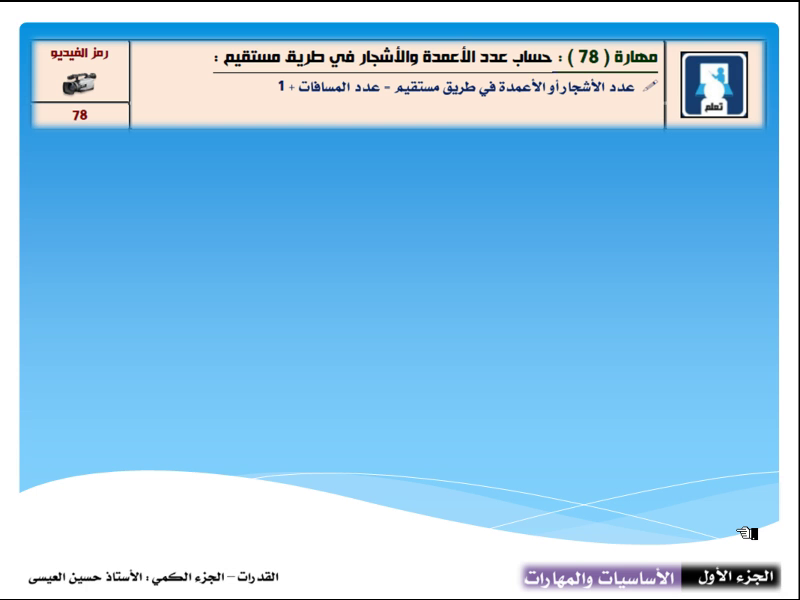 مهارة ( 78 ) : حساب عدد الأعمدة والأشجار في طريق مستقيم :
عدد الأشجار أو الأعمدة في طريق مستقيم = عدد المسافات + 1
تعلم
رمز الفيديو
78
الجزء الأول
الأساسيات والمهارات
القدرات – الجزء الكمي : الأستاذ حسين العيسى